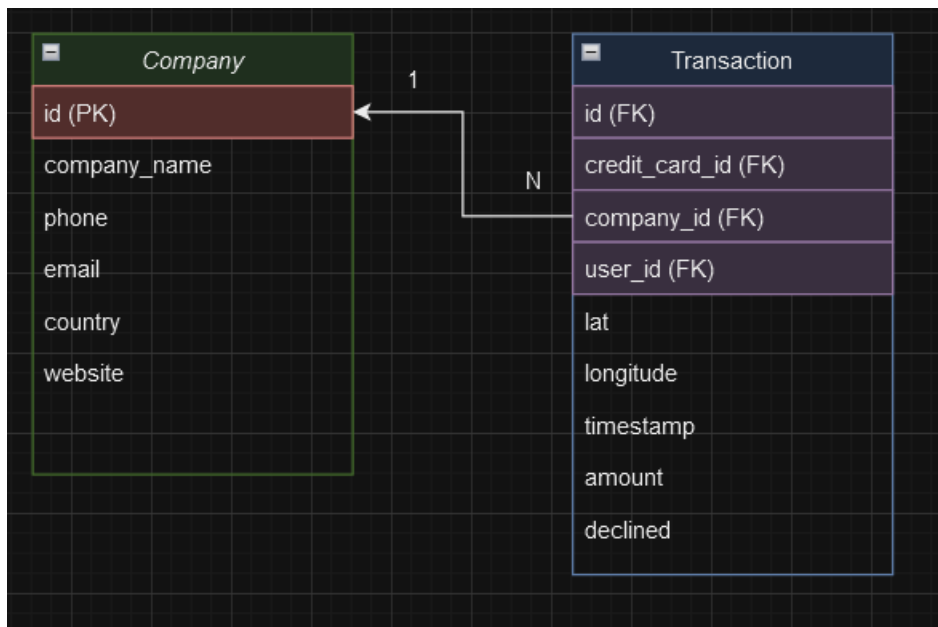 Company
id (PK)
company_name
phone
email
country
website
1
N
Transaction
id (FK)
credit_card_id (FK)
company_id (FK)
user_id (FK)
lat
longitude
timestamp
amount
declined